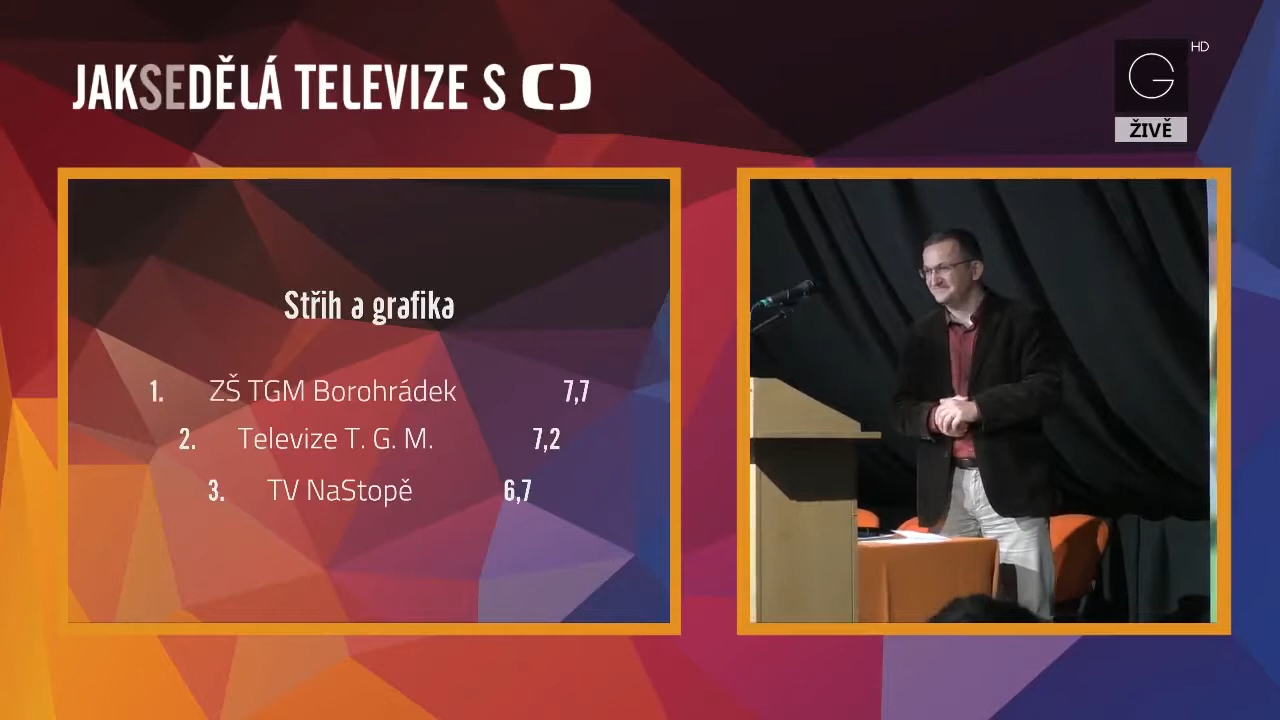 JAKSEDĚLÁ TELEVIZE S
HD
G
ŽIVĚ
Střih a grafika
1. ZŠ TGM Borohrádek 7,7
2. Televize T. G. M. 7,2
3. TV NaStopě 6,7